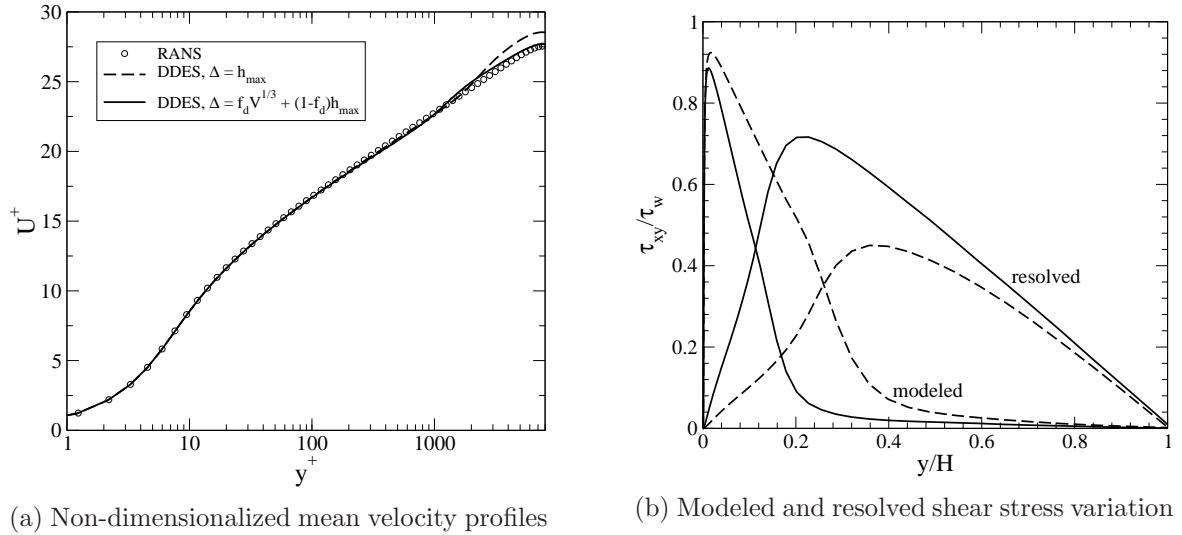 30
25
20
15
10
5
0
U+
1
10
100
1000
y+
RANS
DDES, Δ = hmax
DDES, Δ = fdV1/3 + (1-fd)hmax
(a) Non-dimensionalized mean velocity profiles
1
0.8
0.6
0.4
0.2
0
τxy/τw
0
0.2
0.4
0.6
0.8
1
y/H
resolved
modeled
(b) Modeled and resolved shear stress variation